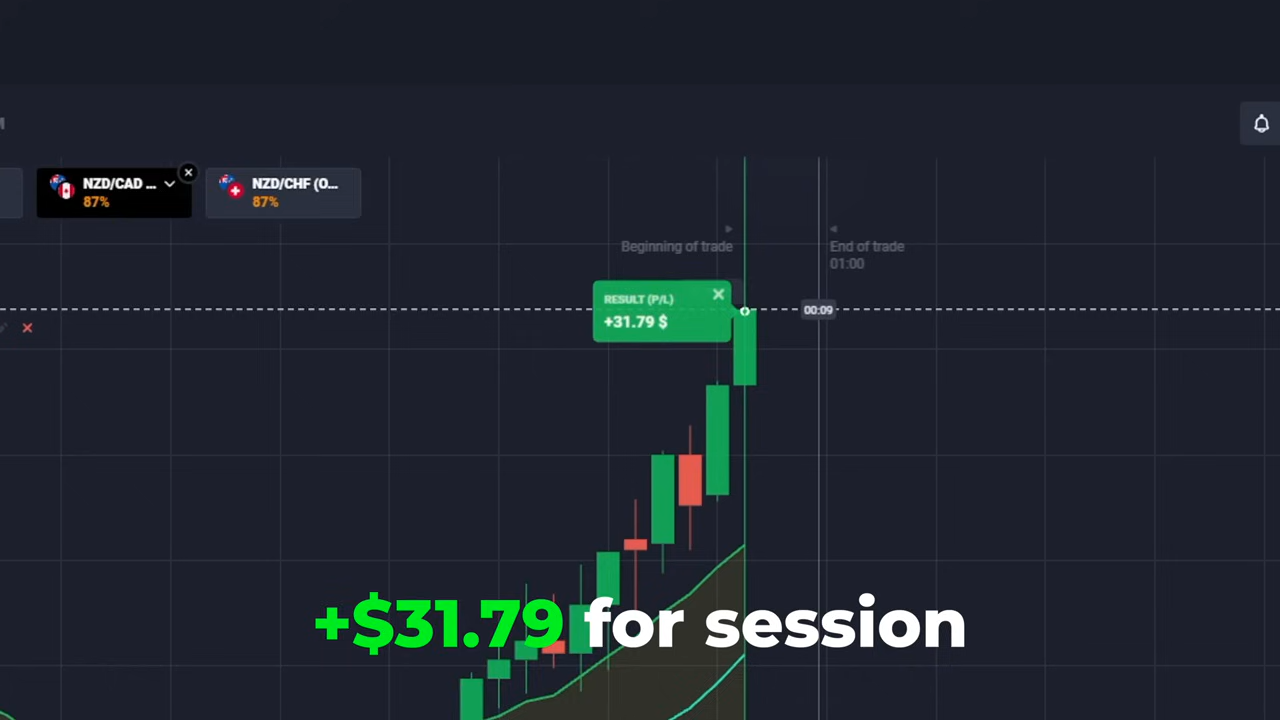 NZD/CAD ...
87%
NZD/CHF (O...
87%
Beginning of trade
End of trade
01:00
RESULT (P/L)
+31.79 $
00:09
+$31.79 for session